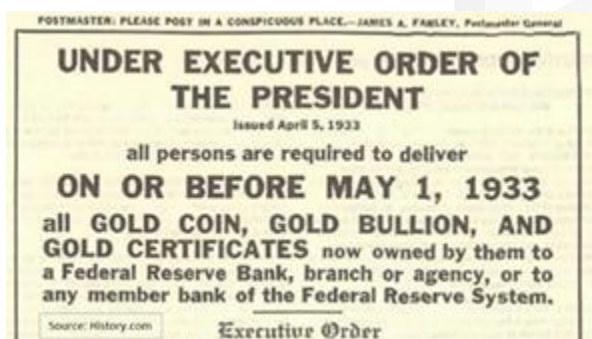 POSTMASTER: PLEASE POST IN A CONSPICUOUS PLACE.—JAMES A. FARLEY, Postmaster General
UNDER EXECUTIVE ORDER OF
THE PRESIDENT
Issued April 5, 1933
all persons are required to deliver
ON OR BEFORE MAY 1, 1933
all GOLD COIN, GOLD BULLION, AND
GOLD CERTIFICATES now owned by them to
a Federal Reserve Bank, branch or agency, or to
any member bank of the Federal Reserve System.
Source: History.com
Executive Order